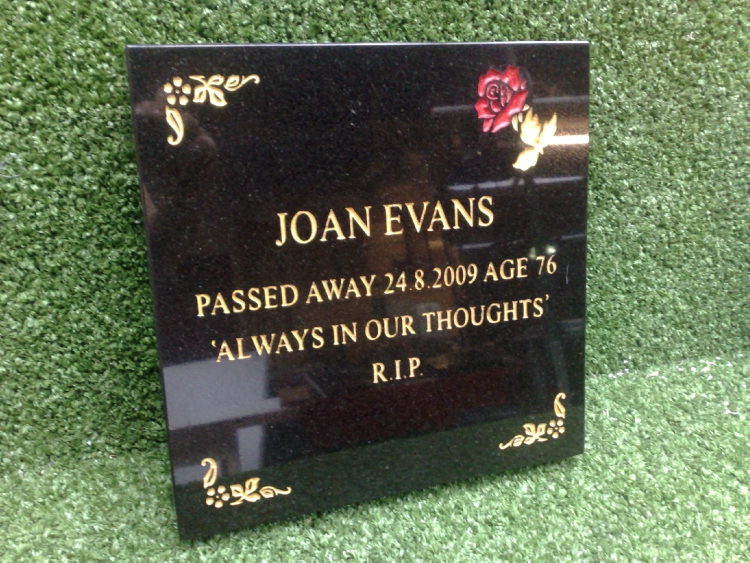 JOAN EVANS
PASSED AWAY 24.8.2009 AGE 76
‘ALWAYS IN OUR THOUGHTS’
R.I.P.